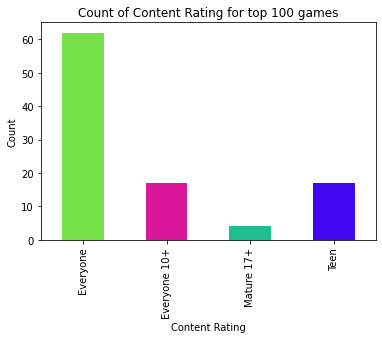 Count of Content Rating for top 100 games
60
50
40
30
20
10
0
Count
Everyone
Everyone 10+
Mature 17+
Teen
Content Rating